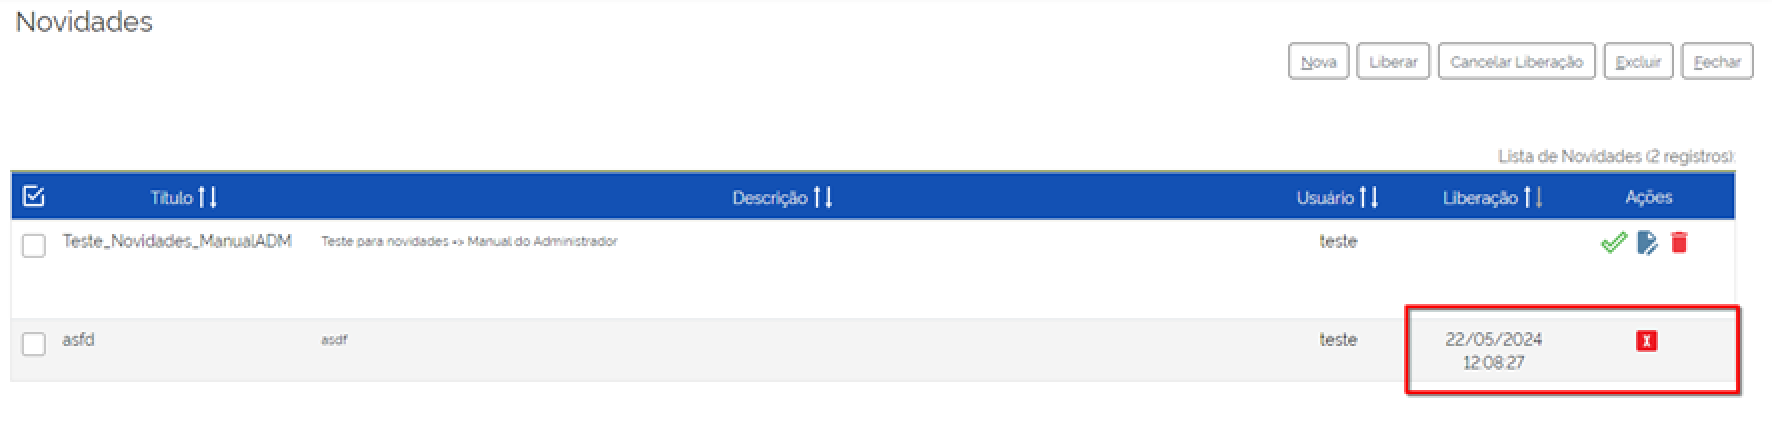 Novidades
Nova Liberar Cancelar Liberação Excluir Fechar
Lista de Novidades (2 registros):
Título Descrição Usuário Liberação Ações
Teste_Novidades_ManualADM Teste para novidades => Manual do Administrador teste
asfd asdf teste 22/05/2024 X
12:08:27